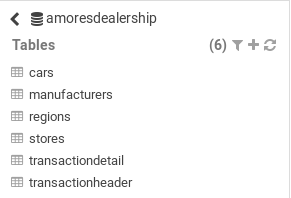 amoresdealership
Tables (6)
cars
manufacturers
regions
stores
transactiondetail
transactionheader